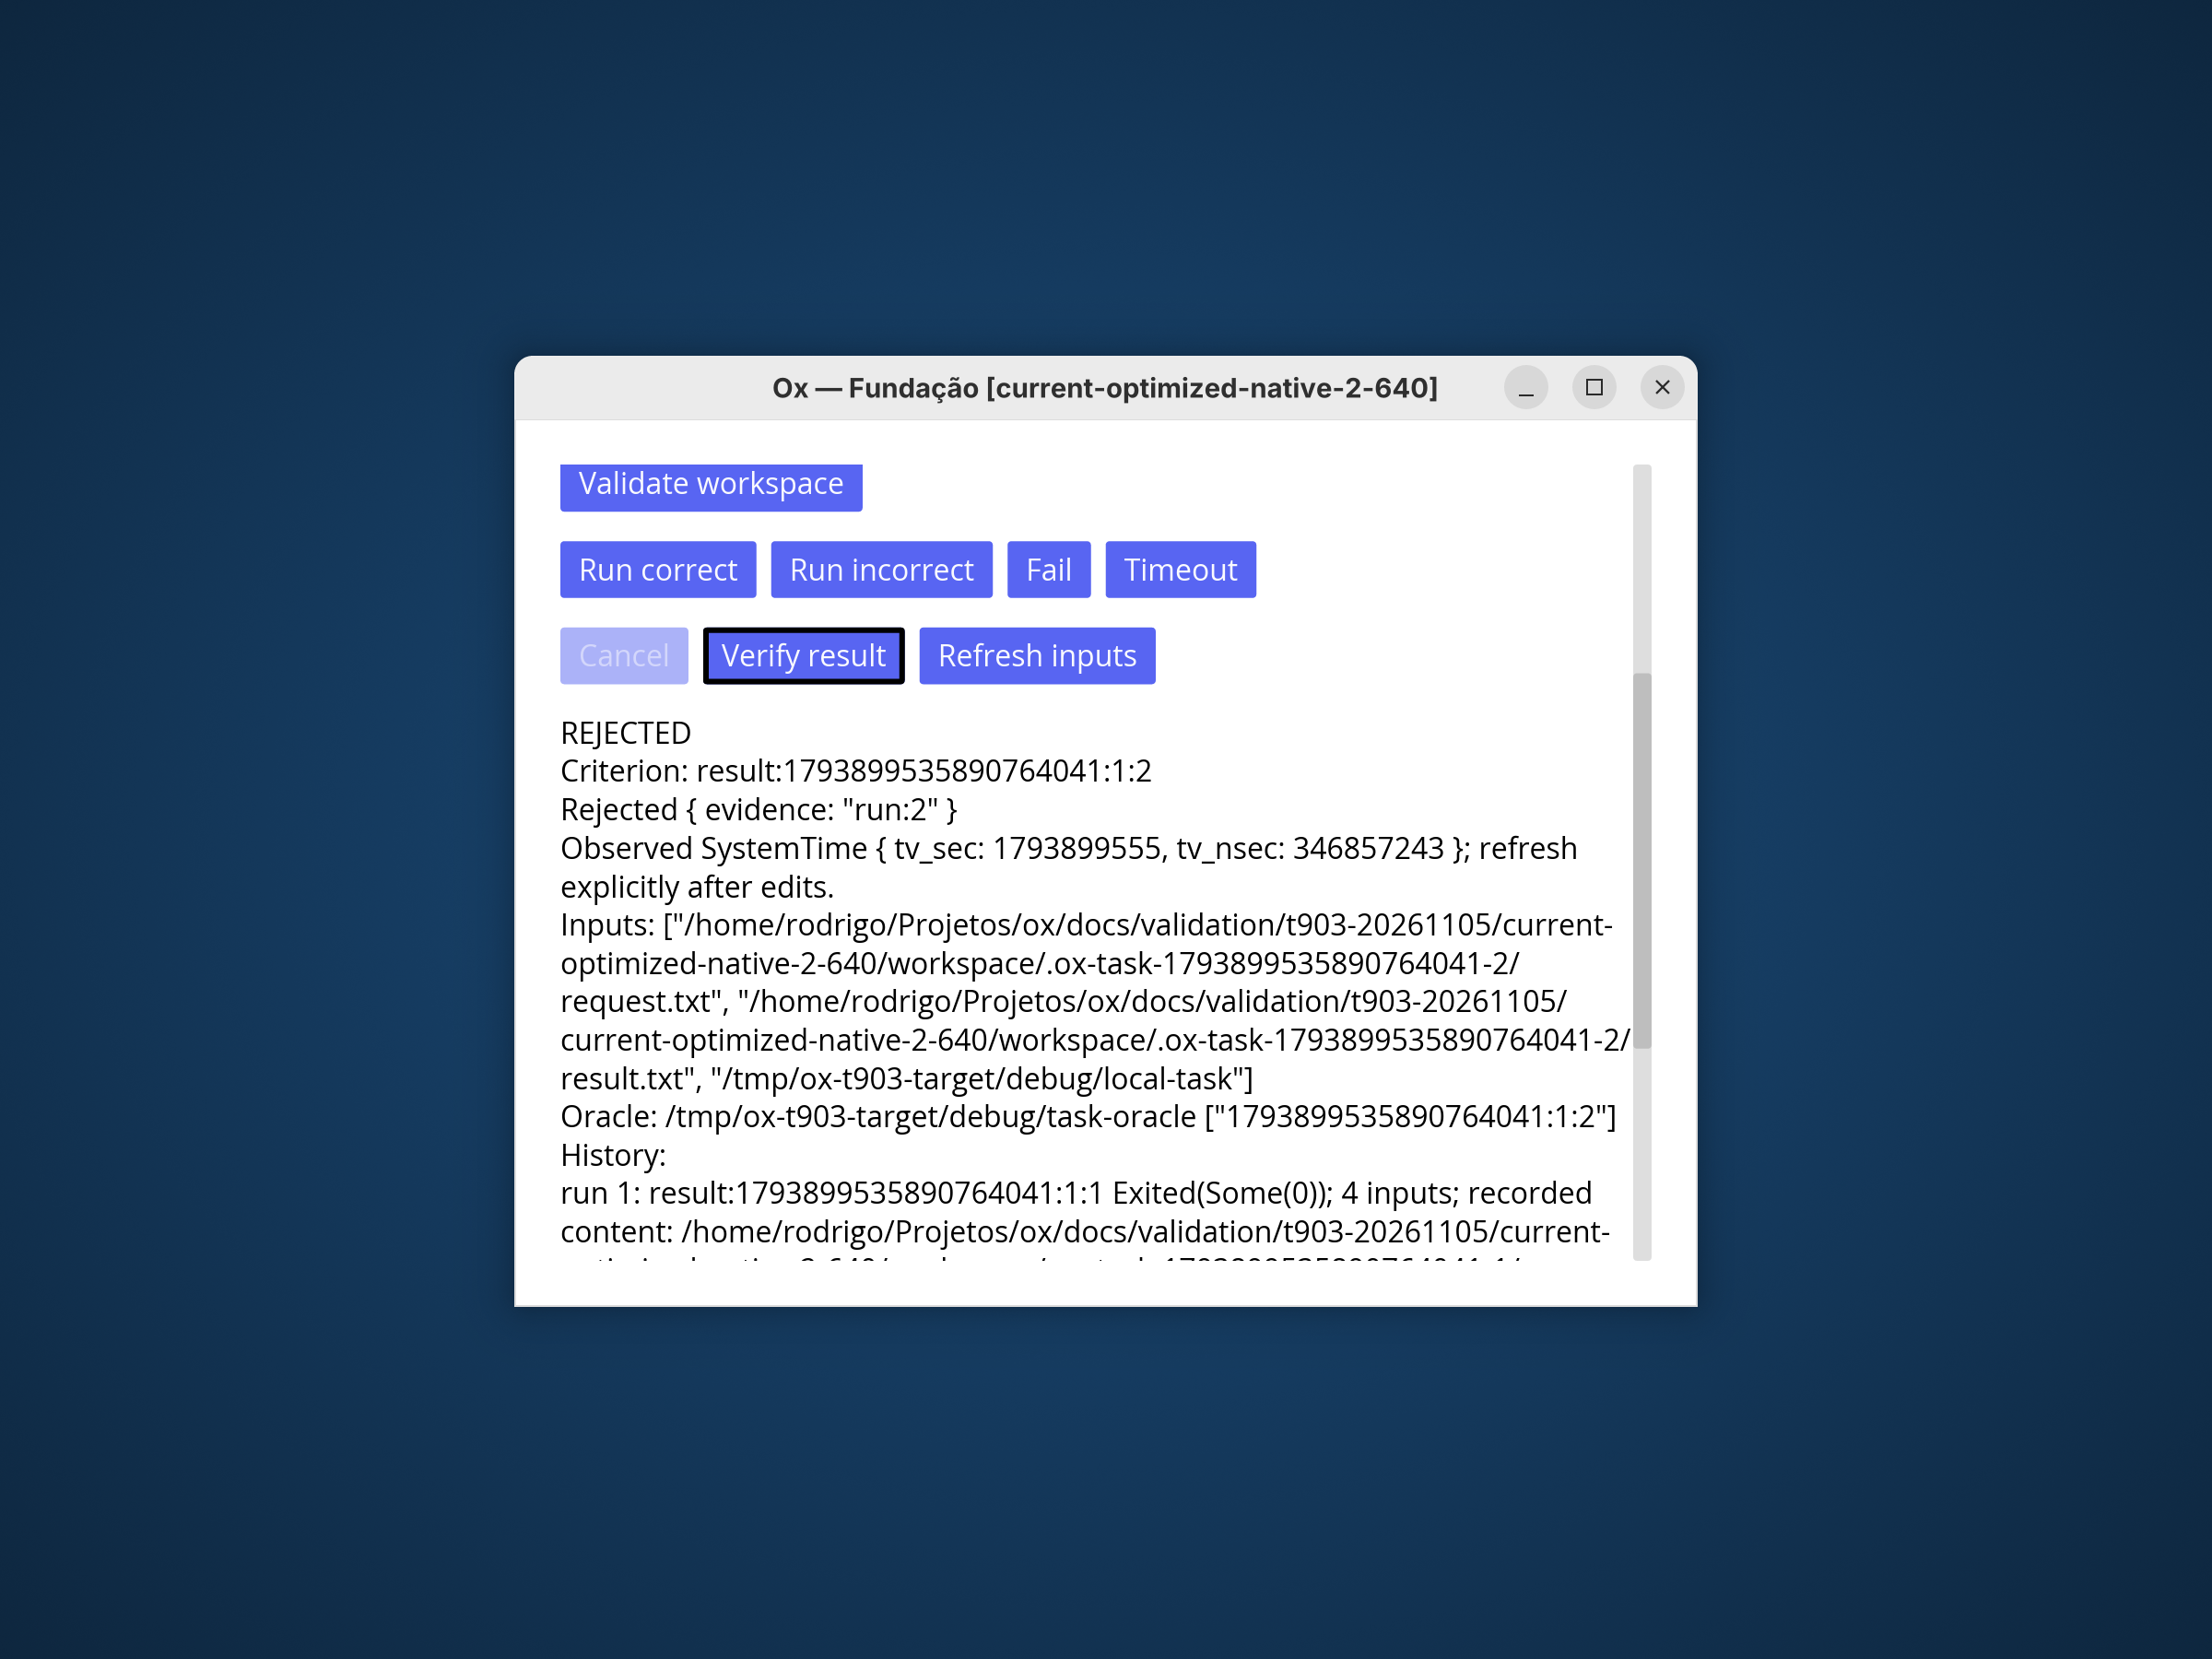 Ox — Fundação [current-optimized-native-2-640]
Validate workspace
Run correct Run incorrect Fail Timeout
Cancel Verify result Refresh inputs
REJECTED
Criterion: result:1793899535890764041:1:2
Rejected { evidence: "run:2" }
Observed SystemTime { tv_sec: 1793899555, tv_nsec: 346857243 }; refresh
explicitly after edits.
Inputs: ["/home/rodrigo/Projetos/ox/docs/validation/t903-20261105/current-
optimized-native-2-640/workspace/.ox-task-1793899535890764041-2/
request.txt", "/home/rodrigo/Projetos/ox/docs/validation/t903-20261105/
current-optimized-native-2-640/workspace/.ox-task-1793899535890764041-2/
result.txt", "/tmp/ox-t903-target/debug/local-task"]
Oracle: /tmp/ox-t903-target/debug/task-oracle ["1793899535890764041:1:2"]
History:
run 1: result:1793899535890764041:1:1 Exited(Some(0)); 4 inputs; recorded
content: /home/rodrigo/Projetos/ox/docs/validation/t903-20261105/current-